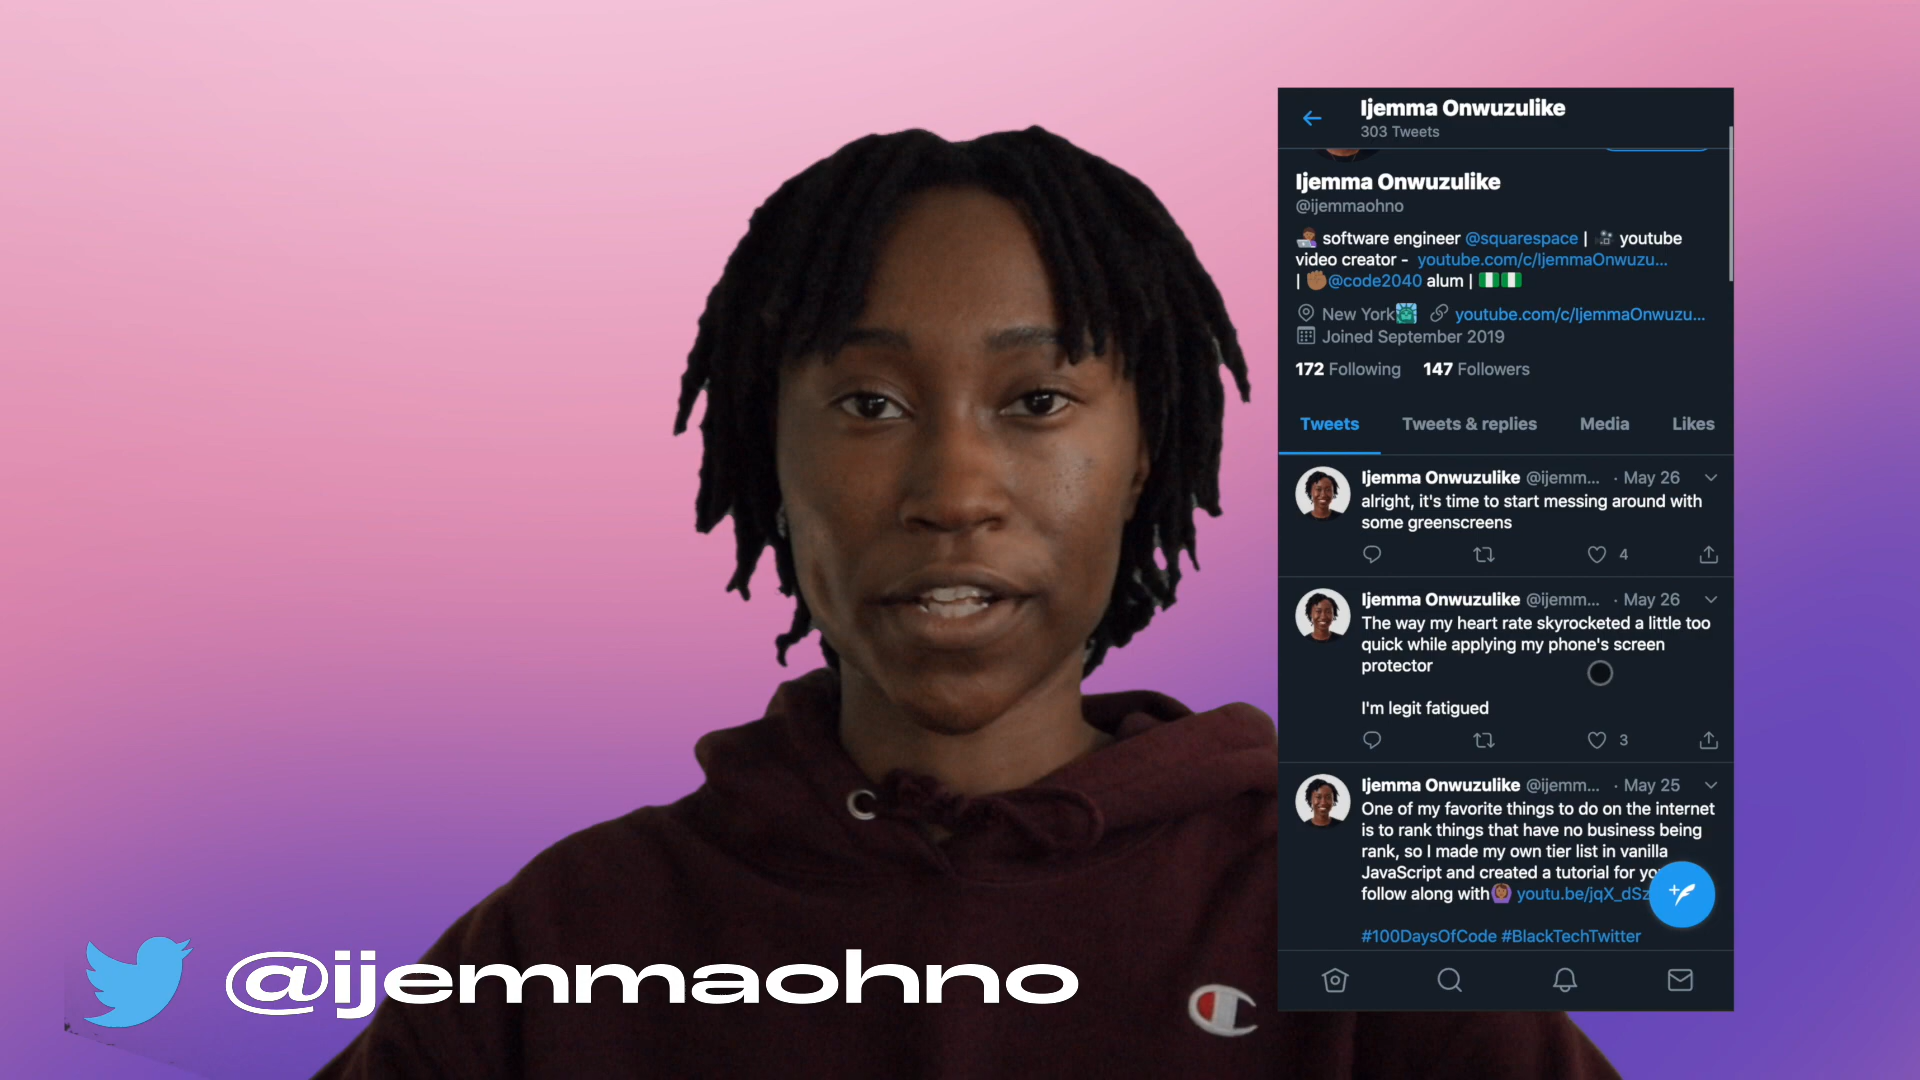 Ijemma Onwuzulike
303 Tweets
Ijemma Onwuzulike
@ijemmaohno
software engineer @squarespace | youtube
video creator - youtube.com/c/IjemmaOnwuzu...
| @code2040 alum |
New York youtube.com/c/IjemmaOnwuzu...
Joined September 2019
172 Following 147 Followers
Tweets Tweets & replies Media Likes
Ijemma Onwuzulike @ijemm... · May 26
alright, it's time to start messing around with
some greenscreens
4
Ijemma Onwuzulike @ijemm... · May 26
The way my heart rate skyrocketed a little too
quick while applying my phone's screen
protector
I'm legit fatigued
3
Ijemma Onwuzulike @ijemm... · May 25
One of my favorite things to do on the internet
is to rank things that have no business being
rank, so I made my own tier list in vanilla
JavaScript and created a tutorial for
follow along with youtu.be/jqX_dSz
#100DaysOfCode #BlackTechTwitter
@ijemmaohno